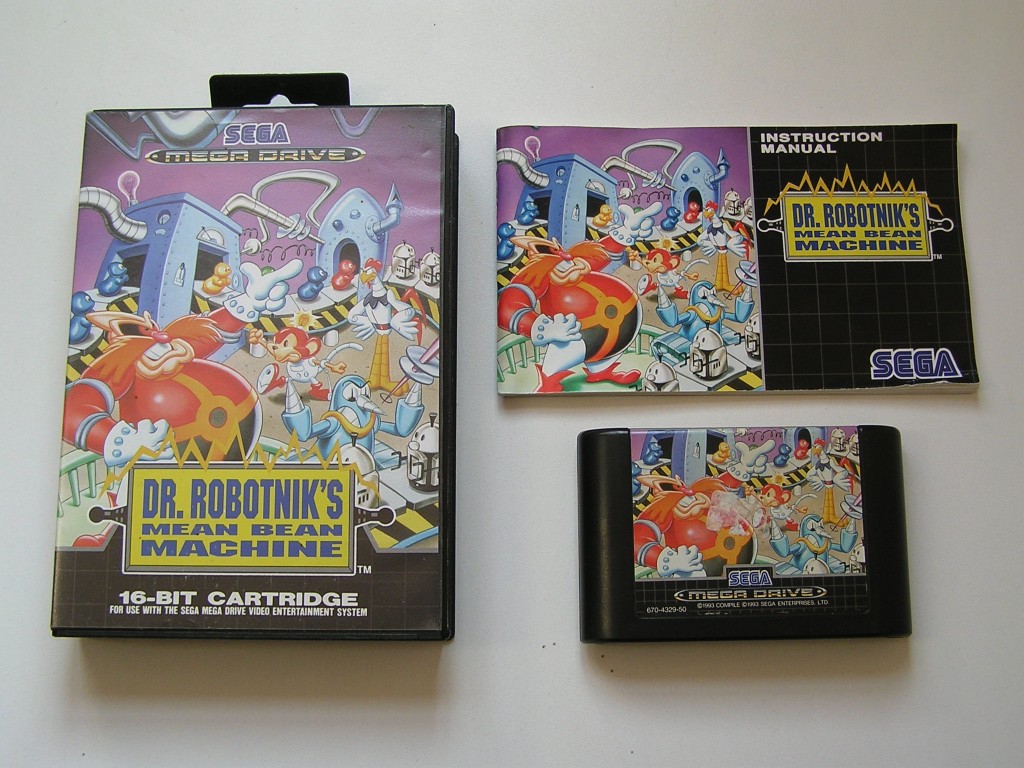 SEGA
MEGA DRIVE
DR. ROBOTNIK'S
MEAN BEAN
MACHINE
TM
16-BIT CARTRIDGE
FOR USE WITH THE SEGA MEGA DRIVE VIDEO ENTERTAINMENT SYSTEM
INSTRUCTION
MANUAL
DR. ROBOTNIK'S
MEAN BEAN
MACHINE
TM
SEGA
SEGA
MEGA DRIVE
670-4329-50
©1993 COMPILE ©1993 SEGA ENTERPRISES, LTD.